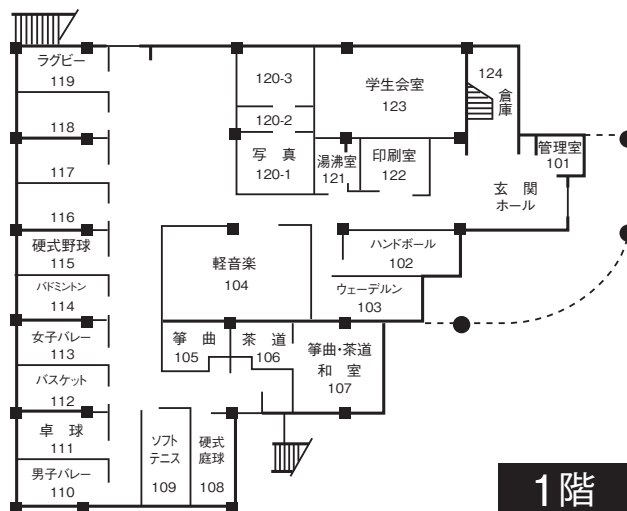 ラグビー
119
118
117
116
硬式野球
115
バドミントン
114
女子バレー
113
バスケット
112
卓 球
111
男子バレー
110
120-3
120-2
写 真
120-1
学生会室
123
湯沸室
121
印刷室
122
124
倉庫
管理室
101
玄 関
ホール
軽音楽
104
ハンドボール
102
ウェーデルン
103
箏 曲
105
茶 道
106
箏曲・茶道
和 室
107
ソフト
テニス
109
硬式
庭球
108
1階